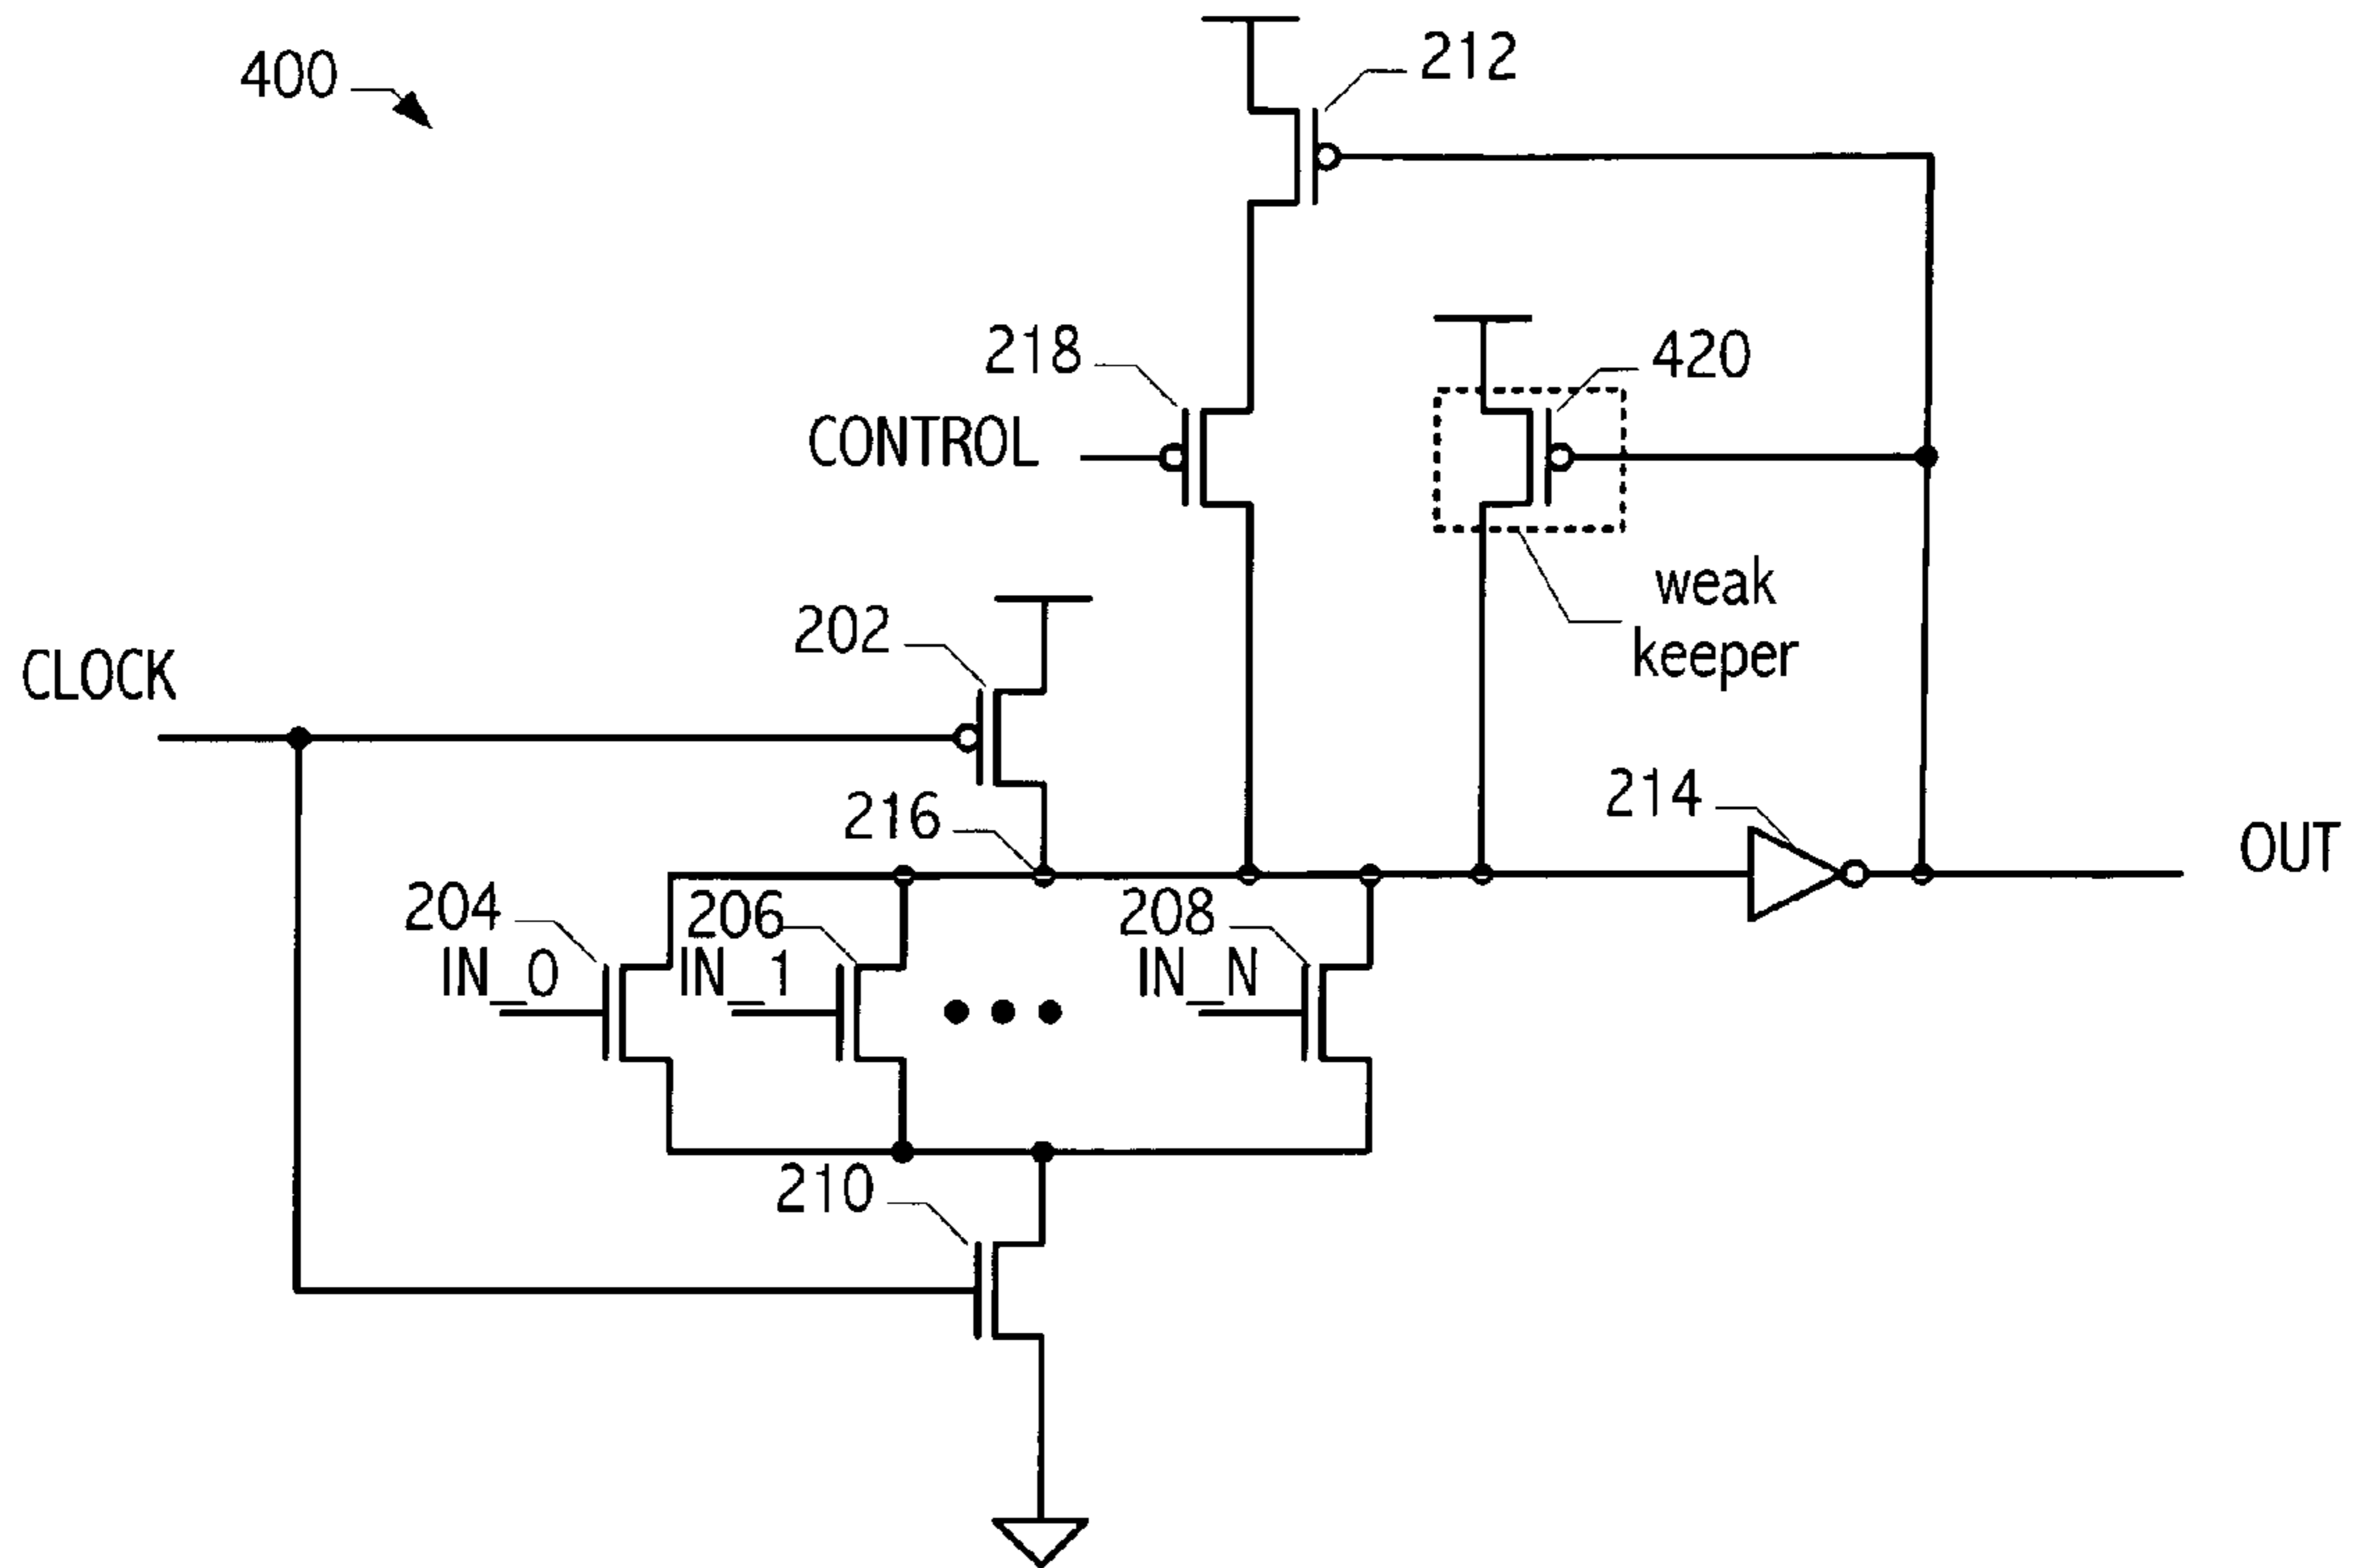 400
212
218
CONTROL
420
weak
keeper
202
CLOCK
216
214
OUT
204
IN_0
206
IN_1
208
IN_N
210